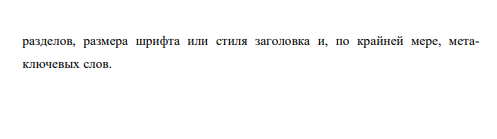 разделов, размера шрифта или стиля заголовка и, по крайней мере, мета-
ключевых слов.